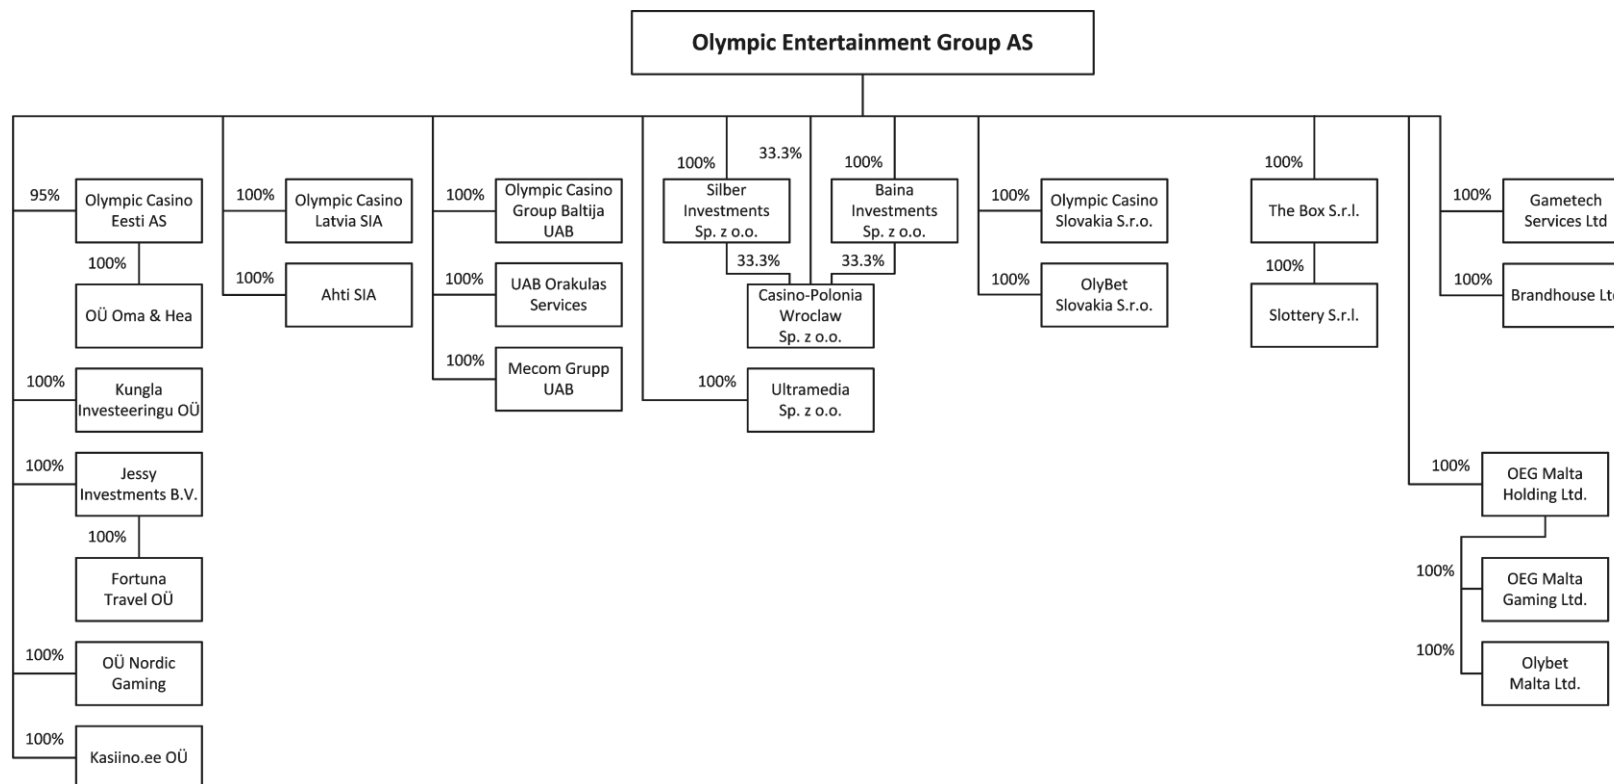 Olympic Entertainment Group AS
95%
Olympic Casino
Eesti AS
100%
OÜ Oma & Hea
100%
Kungla
Investeeringu OÜ
100%
Jessy
Investments B.V.
100%
Fortuna
Travel OÜ
100%
OÜ Nordic
Gaming
100%
Kasiino.ee OÜ
100%
Olympic Casino
Latvia SIA
100%
Ahti SIA
100%
Olympic Casino
Group Baltija
UAB
100%
UAB Orakulas
Services
100%
Mecom Grupp
UAB
100%
Silber
Investments
Sp. z o.o.
33.3%
100%
Baina
Investments
Sp. z o.o.
33.3%
33.3%
Casino-Polonia
Wroclaw
Sp. z o.o.
100%
Ultramedia
Sp. z o.o.
100%
Olympic Casino
Slovakia S.r.o.
100%
OlyBet
Slovakia S.r.o.
100%
The Box S.r.l.
100%
Slottery S.r.l.
100%
Gametech
Services Ltd
100%
Brandhouse Ltd
100%
OEG Malta
Holding Ltd.
100%
OEG Malta
Gaming Ltd.
100%
Olybet
Malta Ltd.